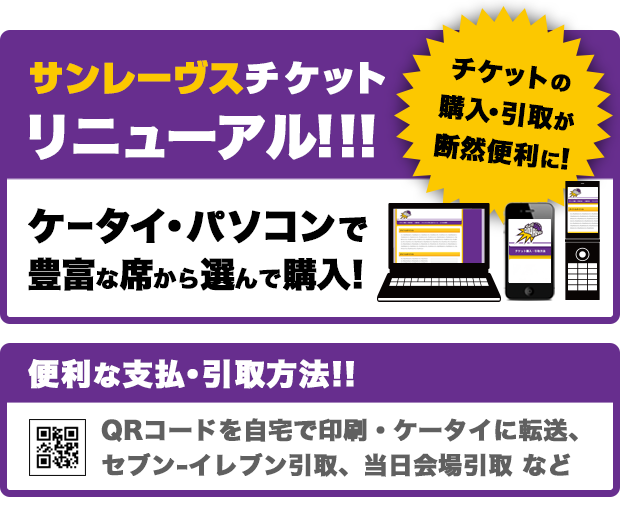 サンレーヴスチケット
リニューアル!!!
チケットの
購入・引取が
断然便利に!
ケータイ・パソコンで
豊富な席から選んで購入!
便利な支払・引取方法!!
QRコードを自宅で印刷・ケータイに転送、
セブン-イレブン引取、当日会場引取 など